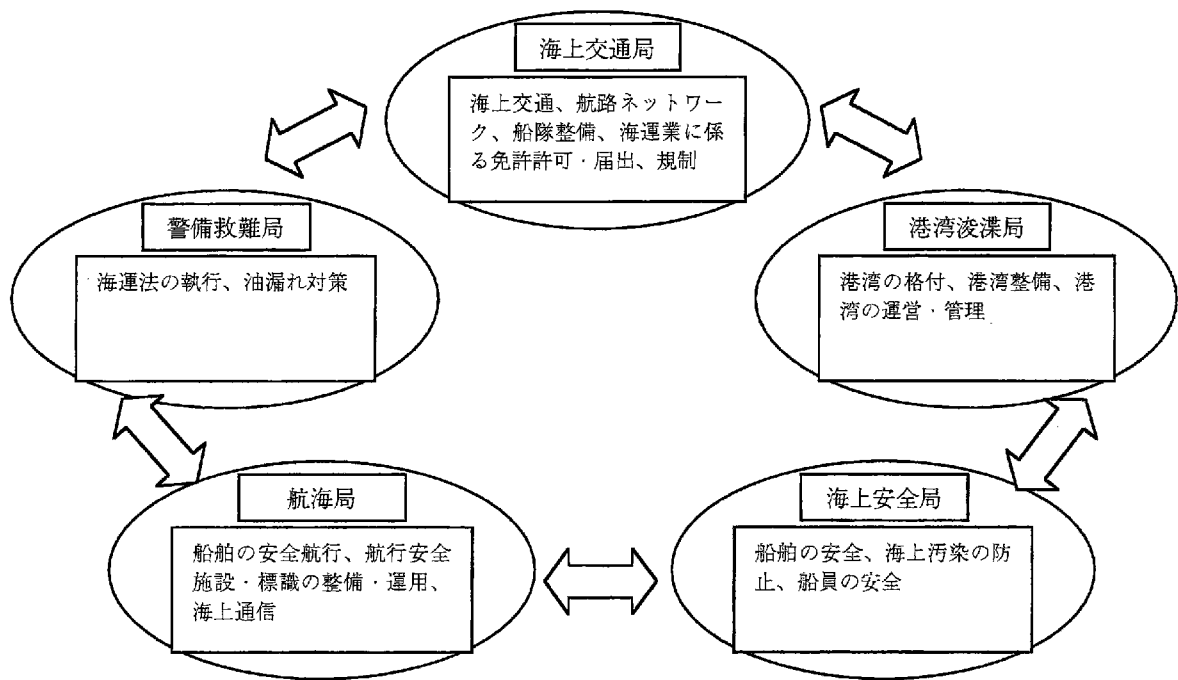 海上交通局
海上交通、航路ネットワー
ク、船隊整備、海運業に係
る免許許可・届出、規制
警備救難局
海運法の執行、油漏れ対策
港湾浚渫局
港湾の格付、港湾整備、港
湾の運営・管理
航海局
船舶の安全航行、航行安全
施設・標識の整備・運用、
海上通信
海上安全局
船舶の安全、海上汚染の防
止、船員の安全